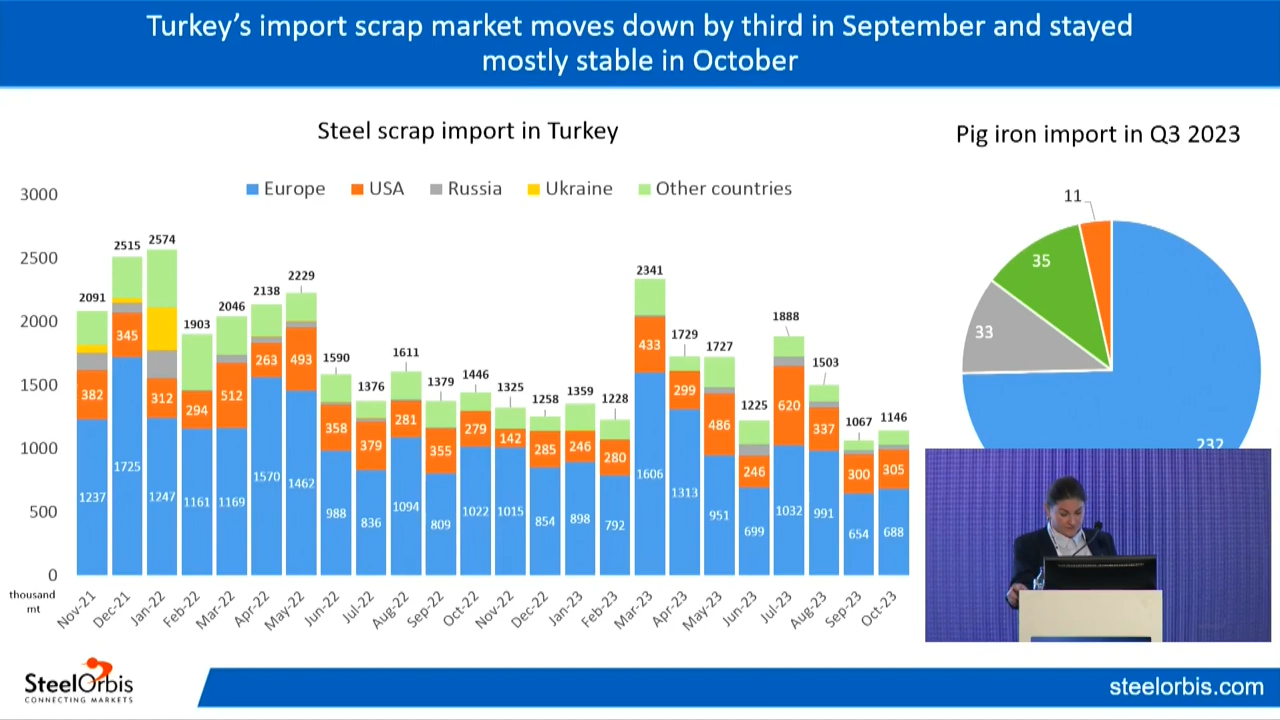 Turkey's import scrap market moves down by third in September and stayed
mostly stable in October
Steel scrap import in Turkey
Pig iron import in Q3 2023
Europe USA Russia Ukraine Other countries
3000
2500
2000
1500
1000
500
0
thousand
mt
2091 2515 2574 1903 2046 2138 2229 1590 1376 1611 1379 1446 1325 1258 1359 1228 2341 1729 1727 1225 1888 1503 1067 1146
382 345 312 294 512 263 493 358 379 281 355 279 142 285 246 280 433 299 486 246 620 337 300 305
1237 1725 1247 1161 1169 1570 1462 988 836 1094 809 1022 1015 854 898 792 1606 1313 951 699 1032 991 654 688
Nov-21 Dec-21 Jan-22 Feb-22 Mar-22 Apr-22 May-22 Jun-22 Jul-22 Aug-22 Sep-22 Oct-22 Nov-22 Dec-22 Jan-23 Feb-23 Mar-23 Apr-23 May-23 Jun-23 Jul-23 Aug-23 Sep-23 Oct-23
11
35
33
232
SteelOrbis
CONNECTING MARKETS
steelorbis.com